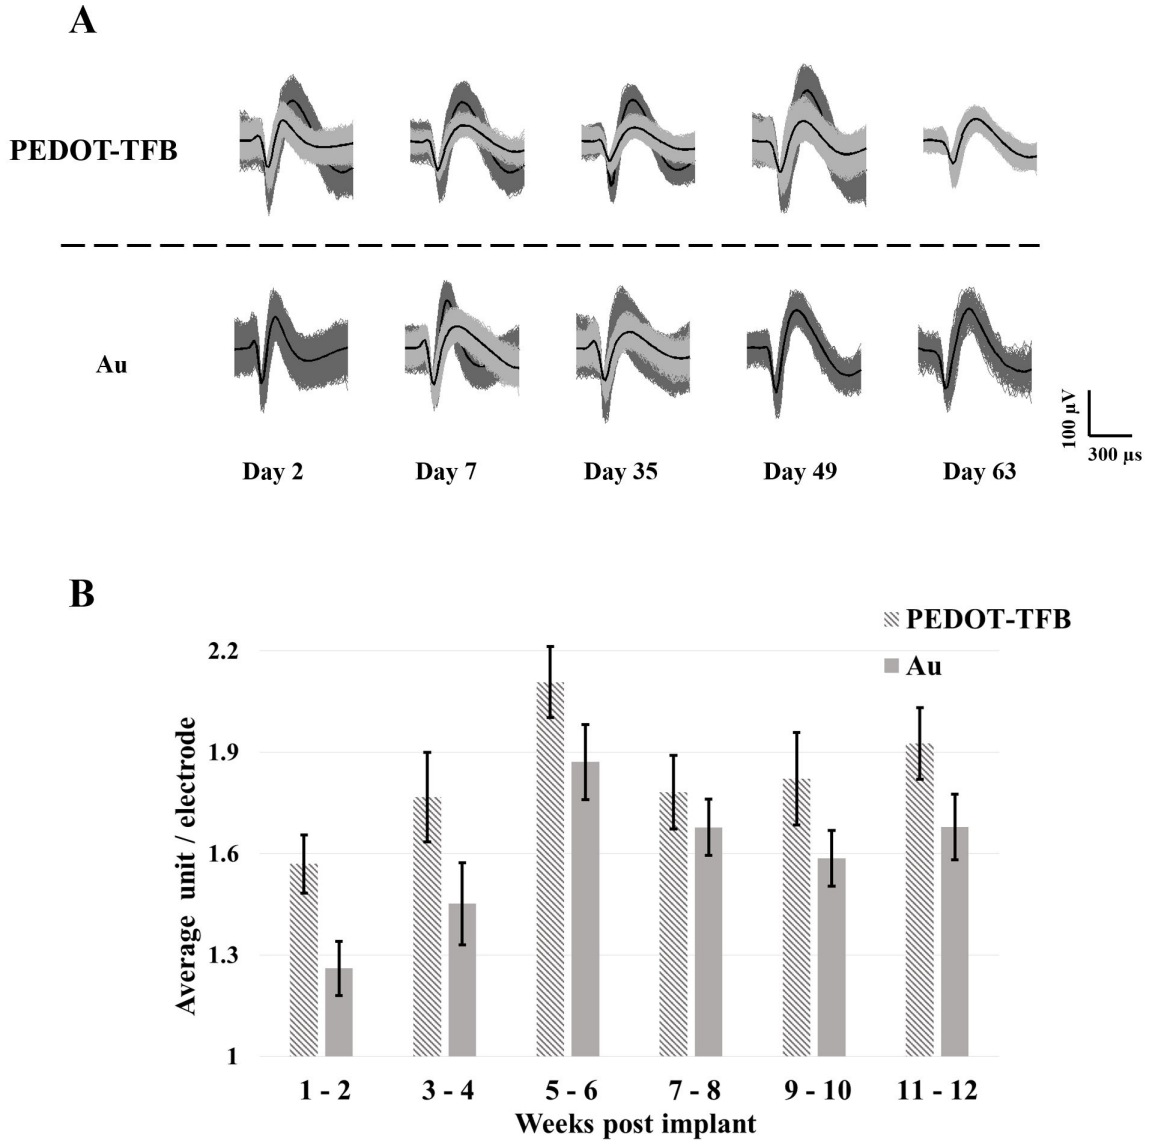 A
PEDOT-TFB
Au
100 µV
300 µs
Day 2 Day 7 Day 35 Day 49 Day 63
B
PEDOT-TFB
Au
2.2
1.9
1.6
1.3
1
Average unit / electrode
1 - 2 3 - 4 5 - 6 7 - 8 9 - 10 11 - 12
Weeks post implant